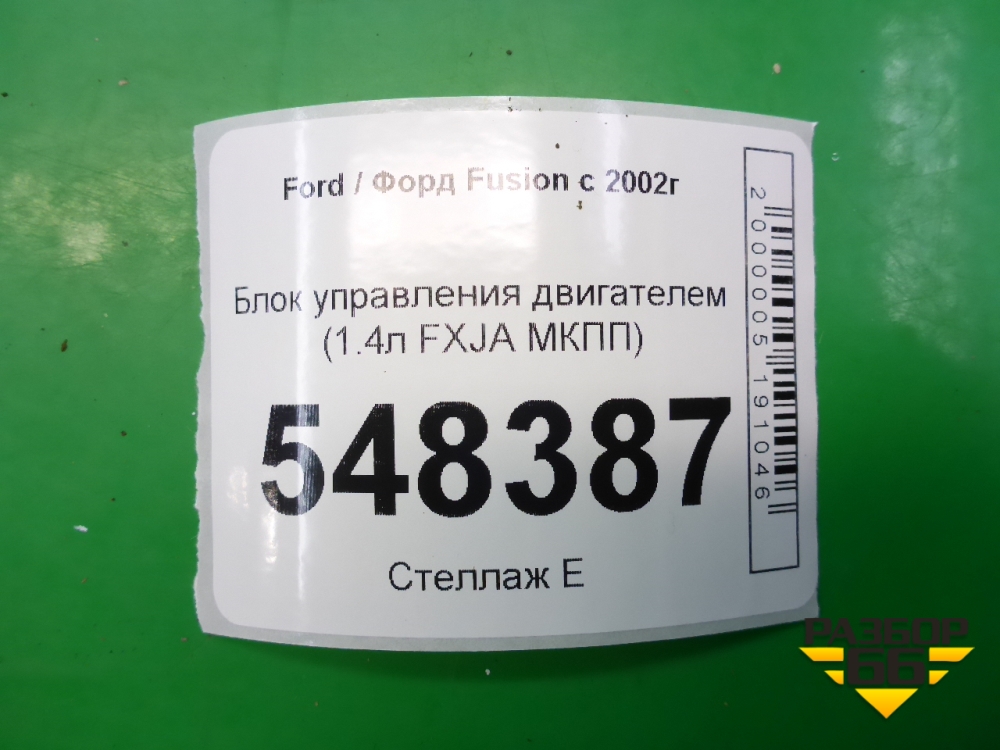 Ford / Форд Fusion с 2002г
Блок управления двигателем
(1.4л FXJA МКПП)
548387
Стеллаж Е
2000005191046
РАЗБОР
66